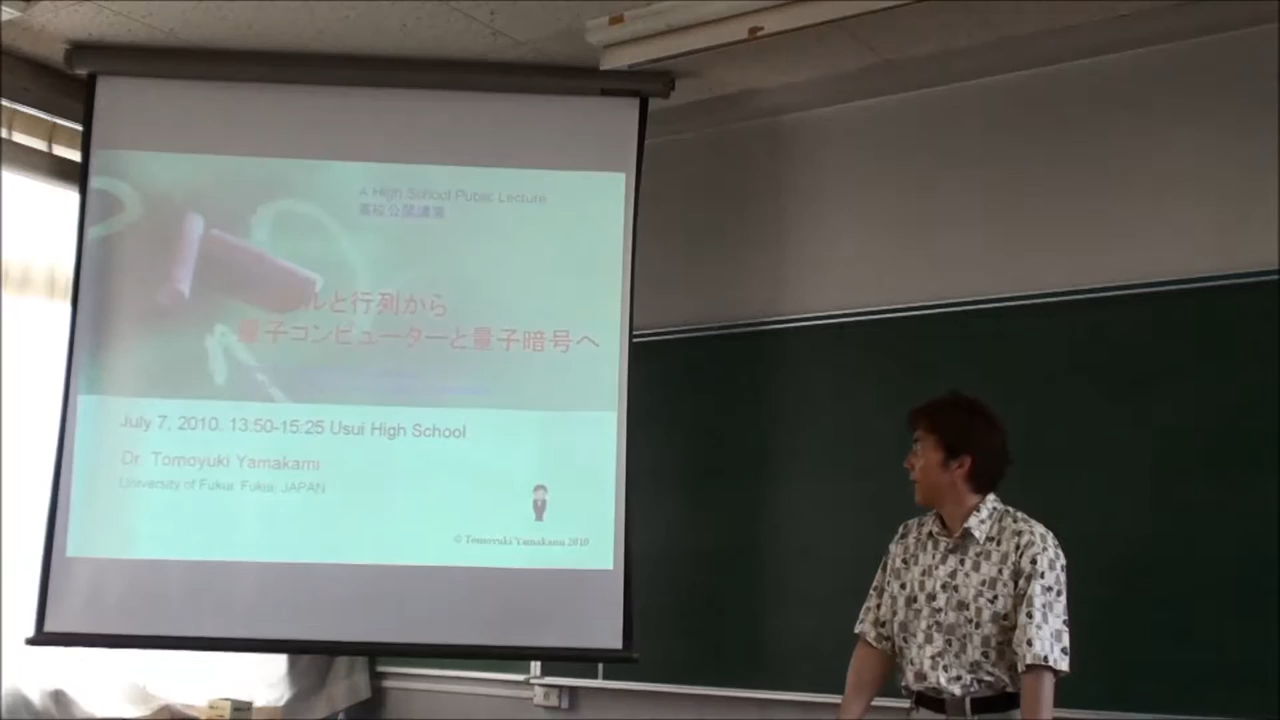 A High School Public Lecture
高校公開講義
ルと行列から
量子コンピューターと量子暗号へ
July 7, 2010. 13:50-15:25 Usui High School
Dr. Tomoyuki Yamakami
University of Fukui, Fukui, JAPAN
© Tomoyuki Yamakami 2010